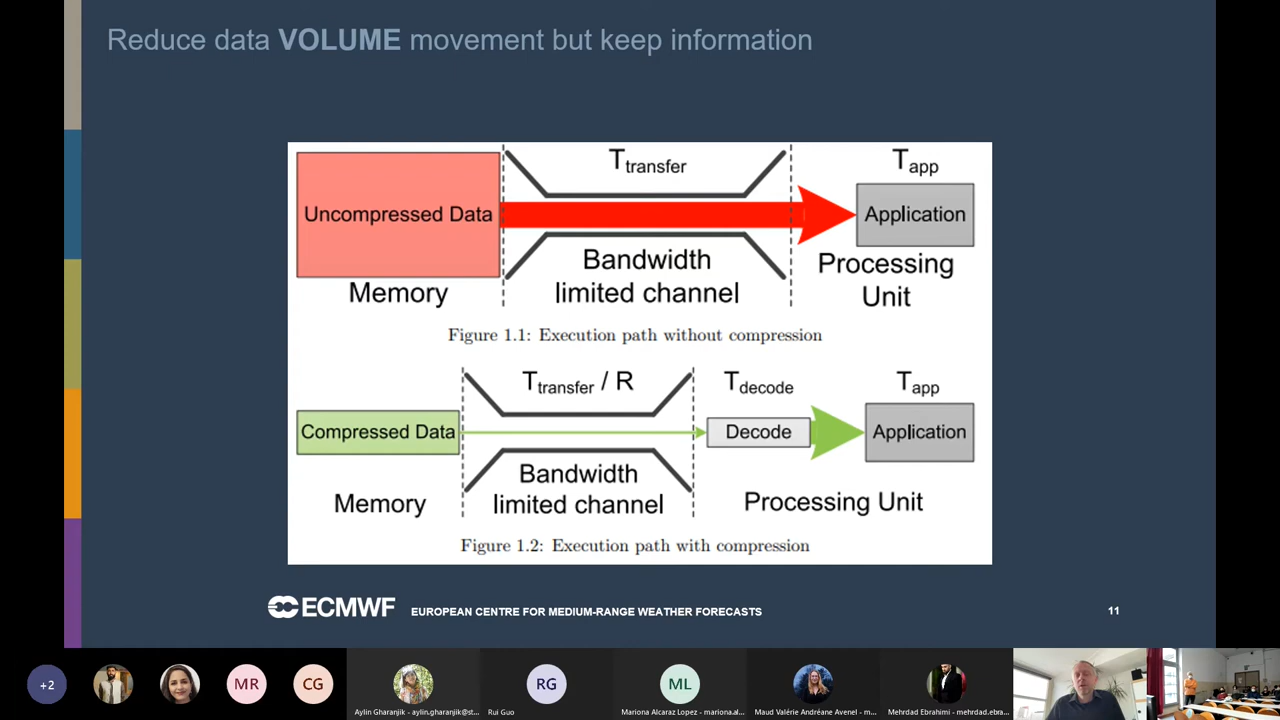 Reduce data VOLUME movement but keep information
T transfer
T app
Uncompressed Data
Application
Bandwidth
limited channel
Processing
Unit
Memory
Figure 1.1: Execution path without compression
T transfer / R
T decode
T app
Compressed Data
Decode
Application
Bandwidth
limited channel
Memory
Processing Unit
Figure 1.2: Execution path with compression
ECMWF EUROPEAN CENTRE FOR MEDIUM-RANGE WEATHER FORECASTS
11
+2
MR
CG
RG
ML
Aylin Gharanjik - aylin.gharanjik@st...
Rui Guo
Mariona Alcaraz Lopez - mariona.al...
Maud Valérie Andréane Avenel - m...
Mehrdad Ebrahimi - mehrdad.ebra...